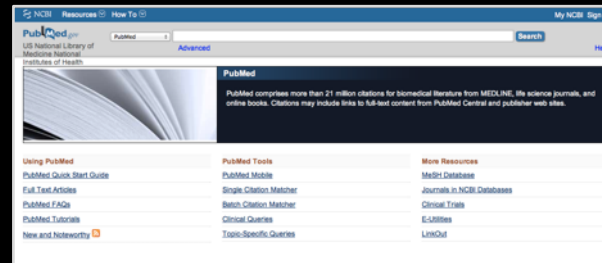 NCBI Resources How To My NCBI Sign
PubMed.gov
US National Library of
Medicine National
Institutes of Health
PubMed
Search
Advanced
He
PubMed
PubMed comprises more than 21 million citations for biomedical literature from MEDLINE, life science journals, and
online books. Citations may include links to full-text content from PubMed Central and publisher web sites.
Using PubMed
PubMed Quick Start Guide
Full Text Articles
PubMed FAQs
PubMed Tutorials
New and Noteworthy
PubMed Tools
PubMed Mobile
Single Citation Matcher
Batch Citation Matcher
Clinical Queries
Topic-Specific Queries
More Resources
MeSH Database
Journals in NCBI Databases
Clinical Trials
E-Utilities
LinkOut